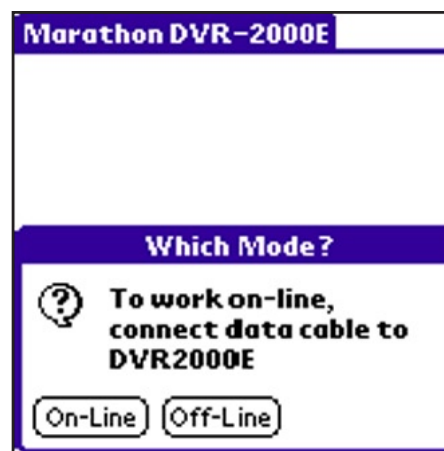 Marathon DVR-2000E
Which Mode?
To work on-line,
connect data cable to
DVR2000E
On-Line Off-Line